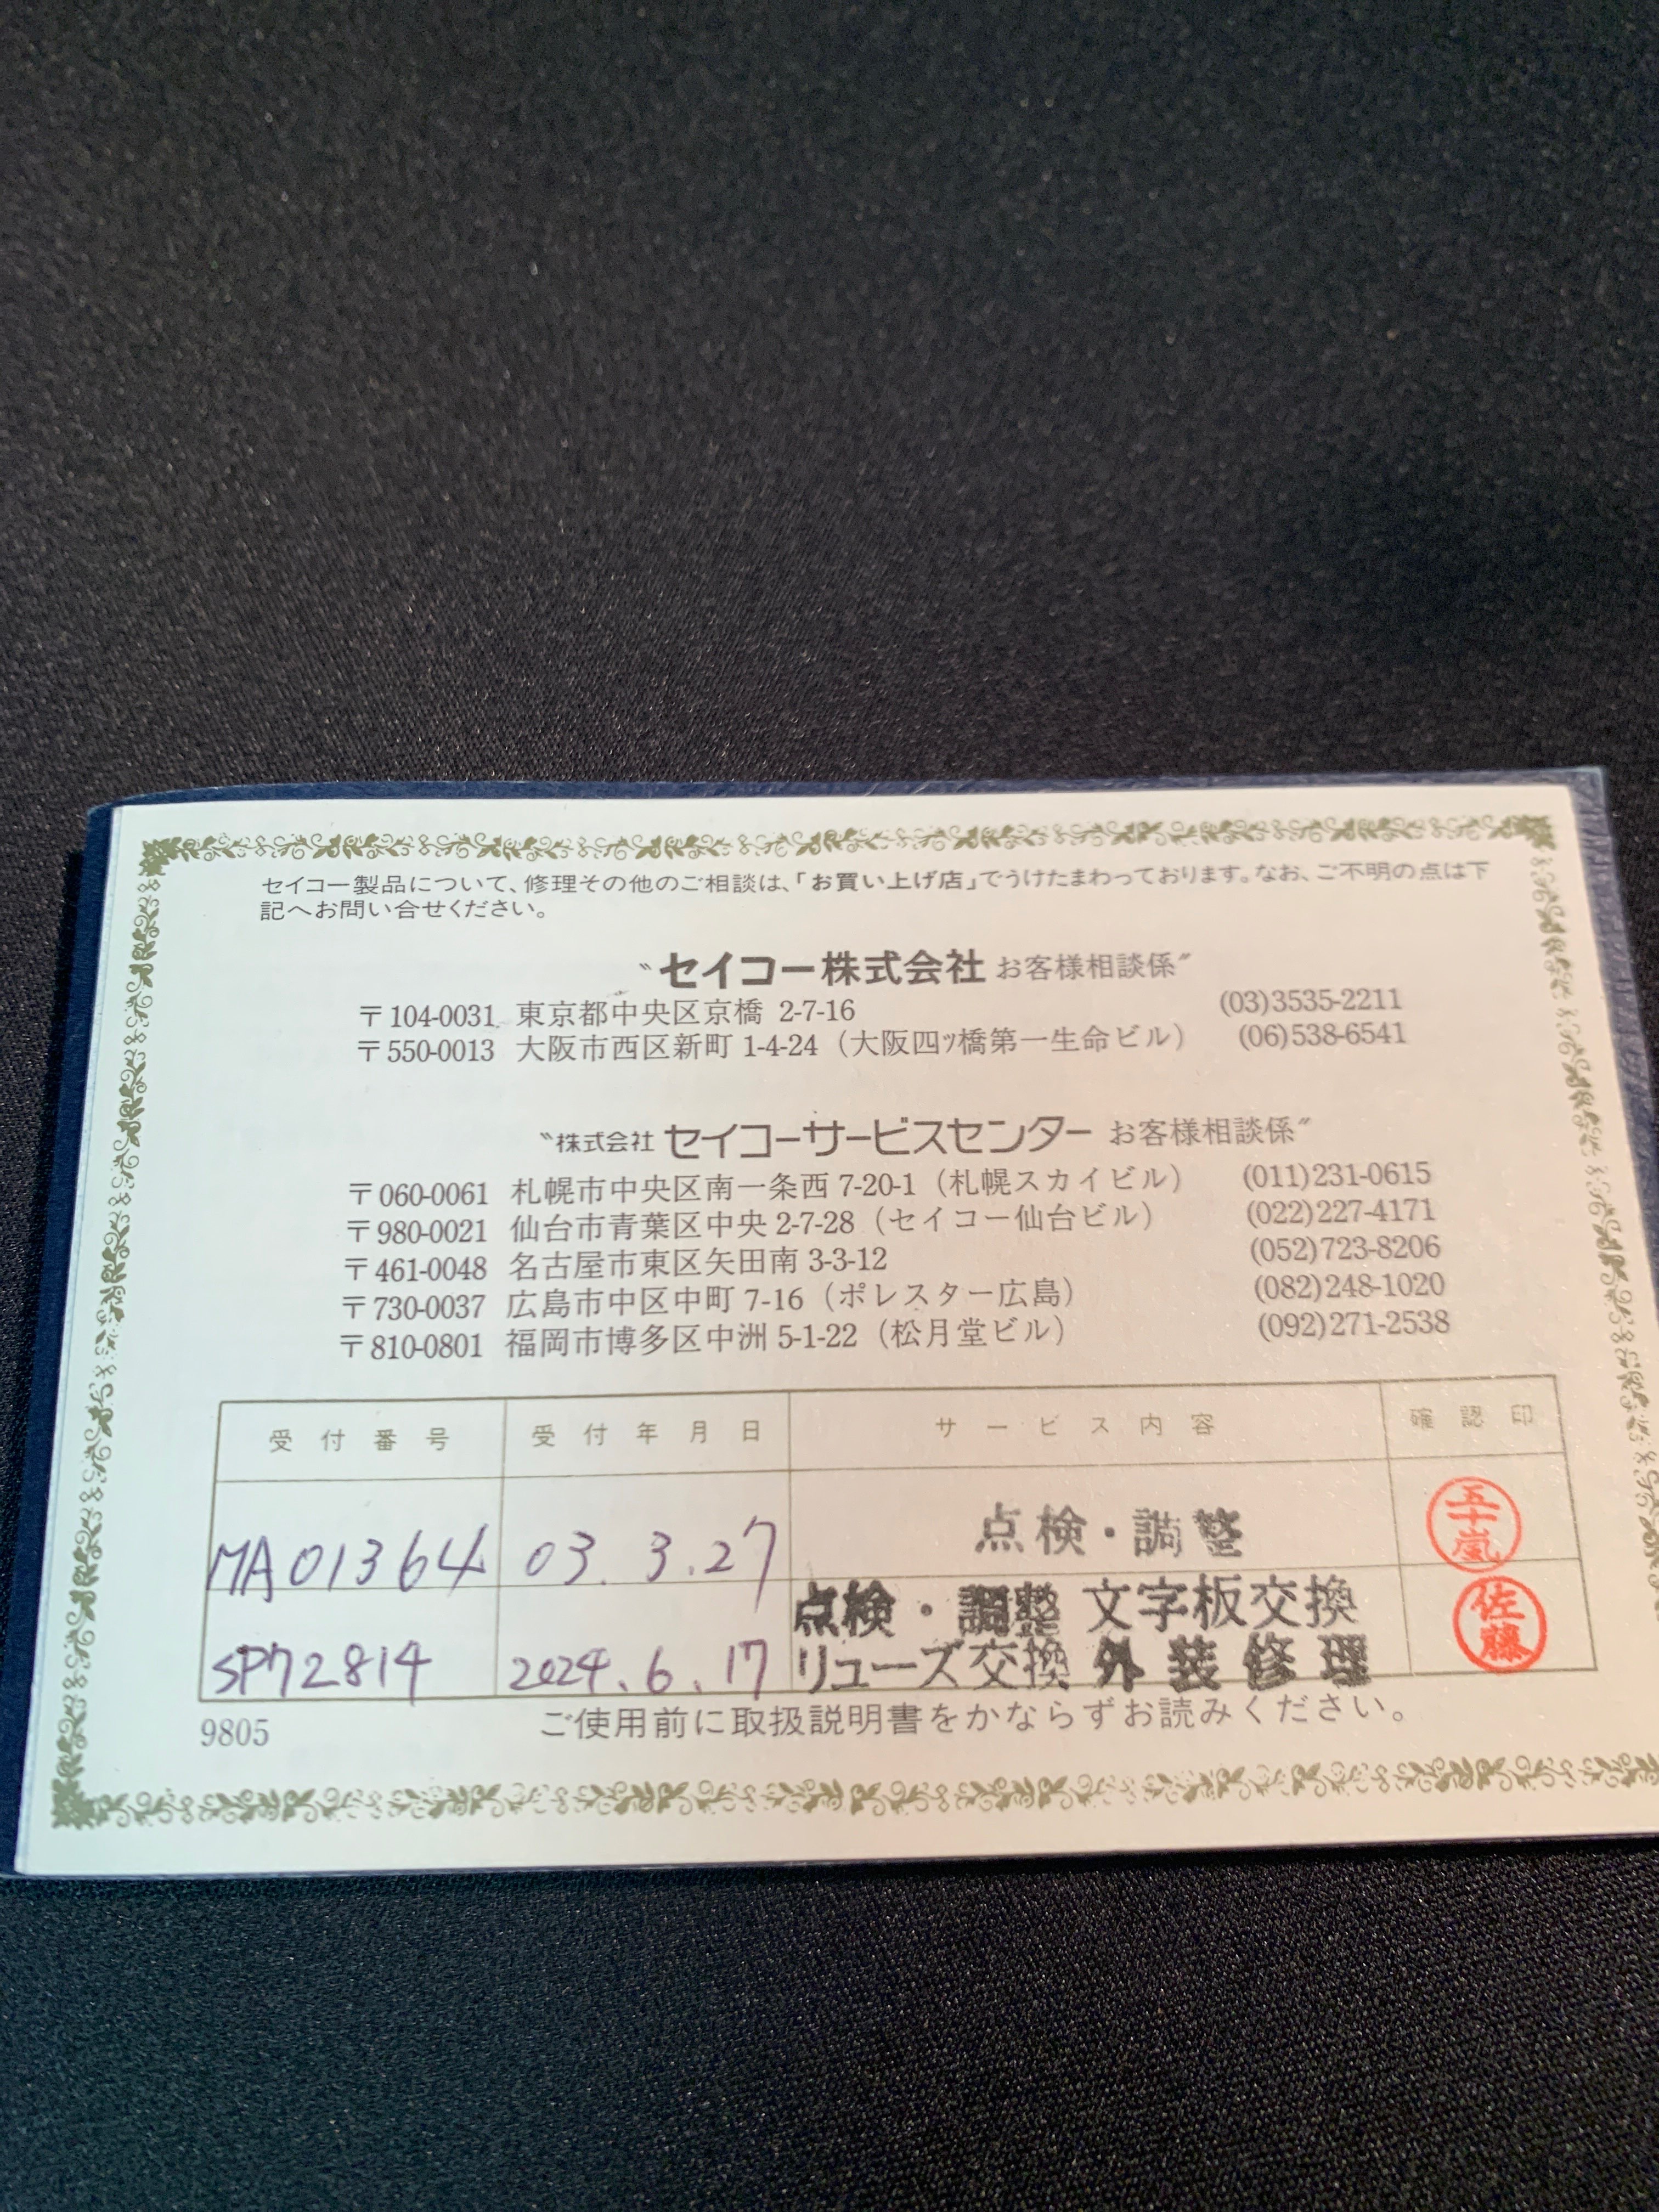 セイコー製品について、修理その他のご相談は、「お買い上げ店」でうけたまわっております。なお、ご不明の点は下
記へお問い合せください。
〝セイコー株式会社 お客様相談係〞
〒104-0031 東京都中央区京橋 2-7-16 (03)3535-2211
〒550-0013 大阪市西区新町 1-4-24（大阪四ッ橋第一生命ビル） (06)538-6541
〝株式会社 セイコーサービスセンター お客様相談係〞
〒060-0061 札幌市中央区南一条西 7-20-1（札幌スカイビル） (011)231-0615
〒980-0021 仙台市青葉区中央 2-7-28（セイコー仙台ビル） (022)227-4171
〒461-0048 名古屋市東区矢田南 3-3-12 (052)723-8206
〒730-0037 広島市中区中町 7-16（ポレスター広島） (082)248-1020
〒810-0801 福岡市博多区中洲 5-1-22（松月堂ビル） (092)271-2538
受付番号 受付年月日 サービス内容 確認印
MA01364 03.3.27 点検・調整 五十嵐
点検・調整 文字板交換
SP72814 2024.6.17 リューズ交換 外装修理 佐藤
9805 ご使用前に取扱説明書をかならずお読みください。